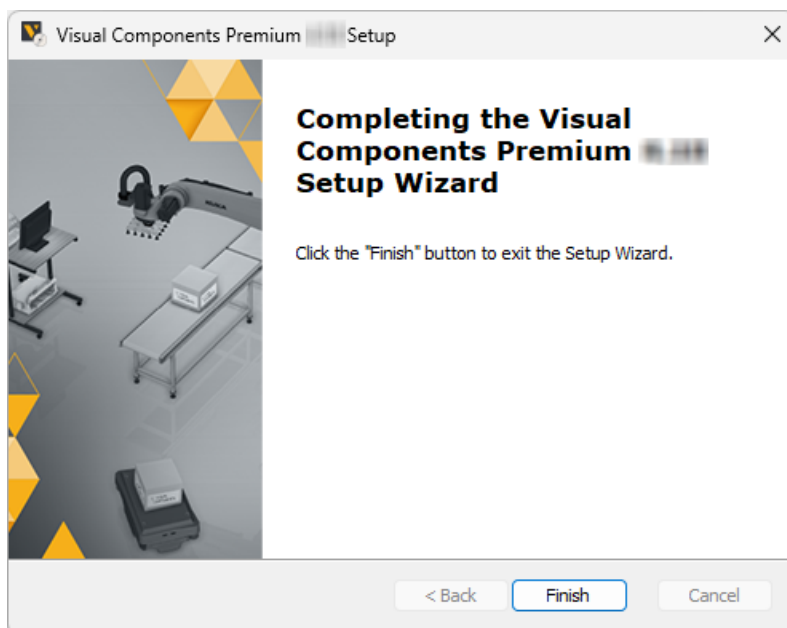 Visual Components Premium Setup
Completing the Visual
Components Premium
Setup Wizard
Click the "Finish" button to exit the Setup Wizard.
< Back
Finish
Cancel